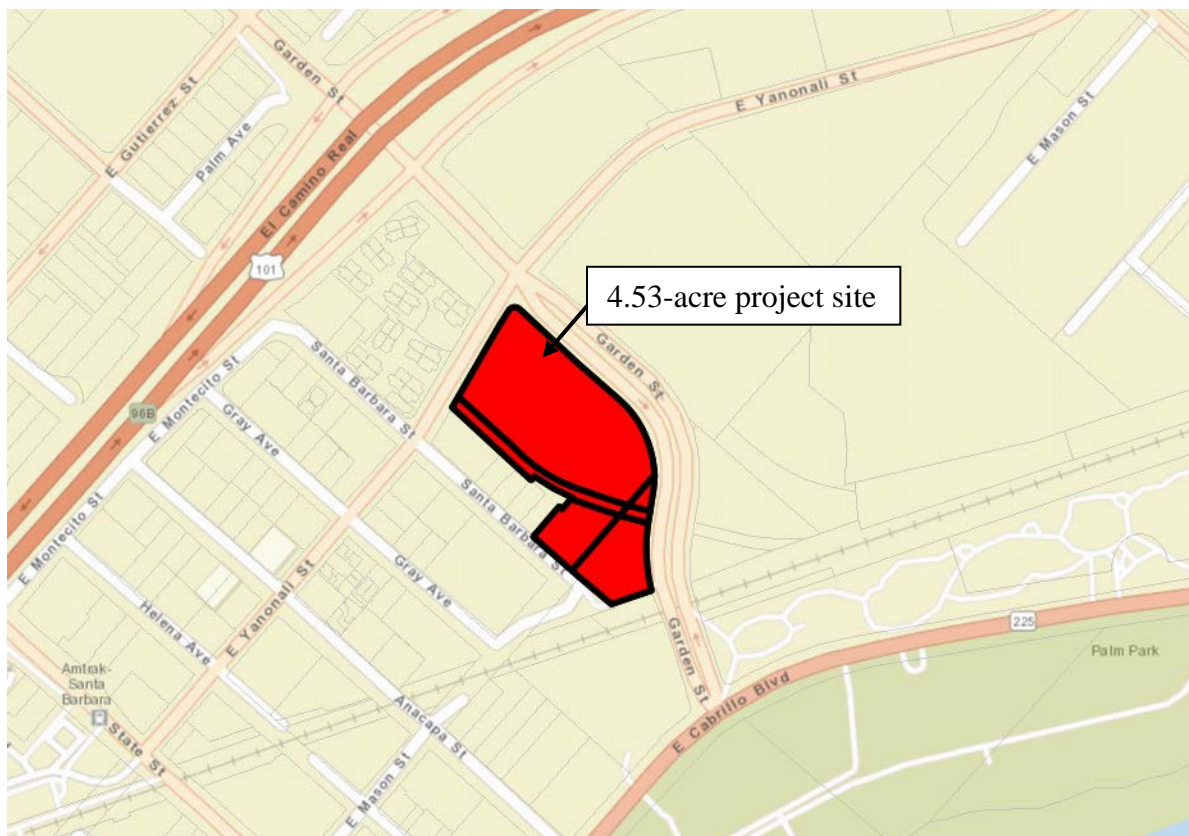 Garden St
E Gutierrez St
Palm Ave
E Yanonali St
E Mason St
El Camino Real
101
4.53-acre project site
Garden St
Santa Barbara St
96B
E Montecito St
Gray Ave
Santa Barbara St
E Montecito St
Gray Ave
E Yanonali St
Helena Ave
Garden St
225
Palm Park
Amtrak-
Santa
Barbara
State St
Anacapa St
E Cabrillo Blvd
E Mason St